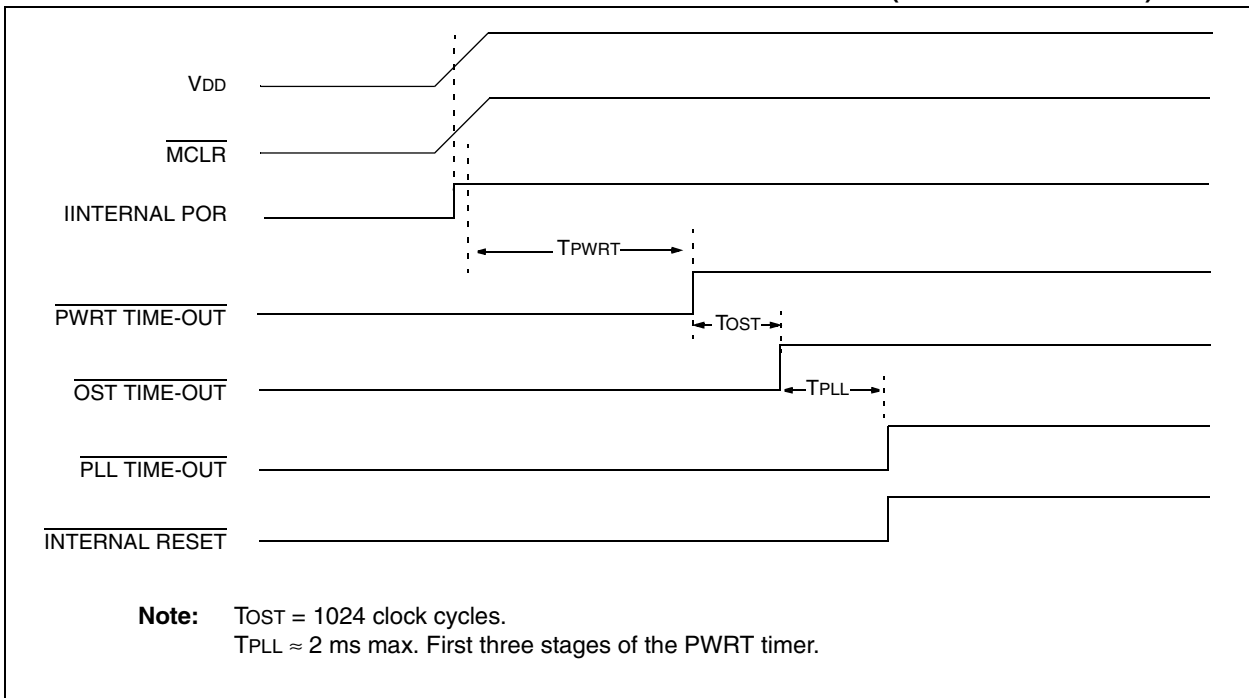 VDD
MCLR
IINTERNAL POR
TPWRT
PWRT TIME-OUT
TOST
OST TIME-OUT
TPLL
PLL TIME-OUT
INTERNAL RESET
Note: TOST = 1024 clock cycles.
TPLL ≈ 2 ms max. First three stages of the PWRT timer.